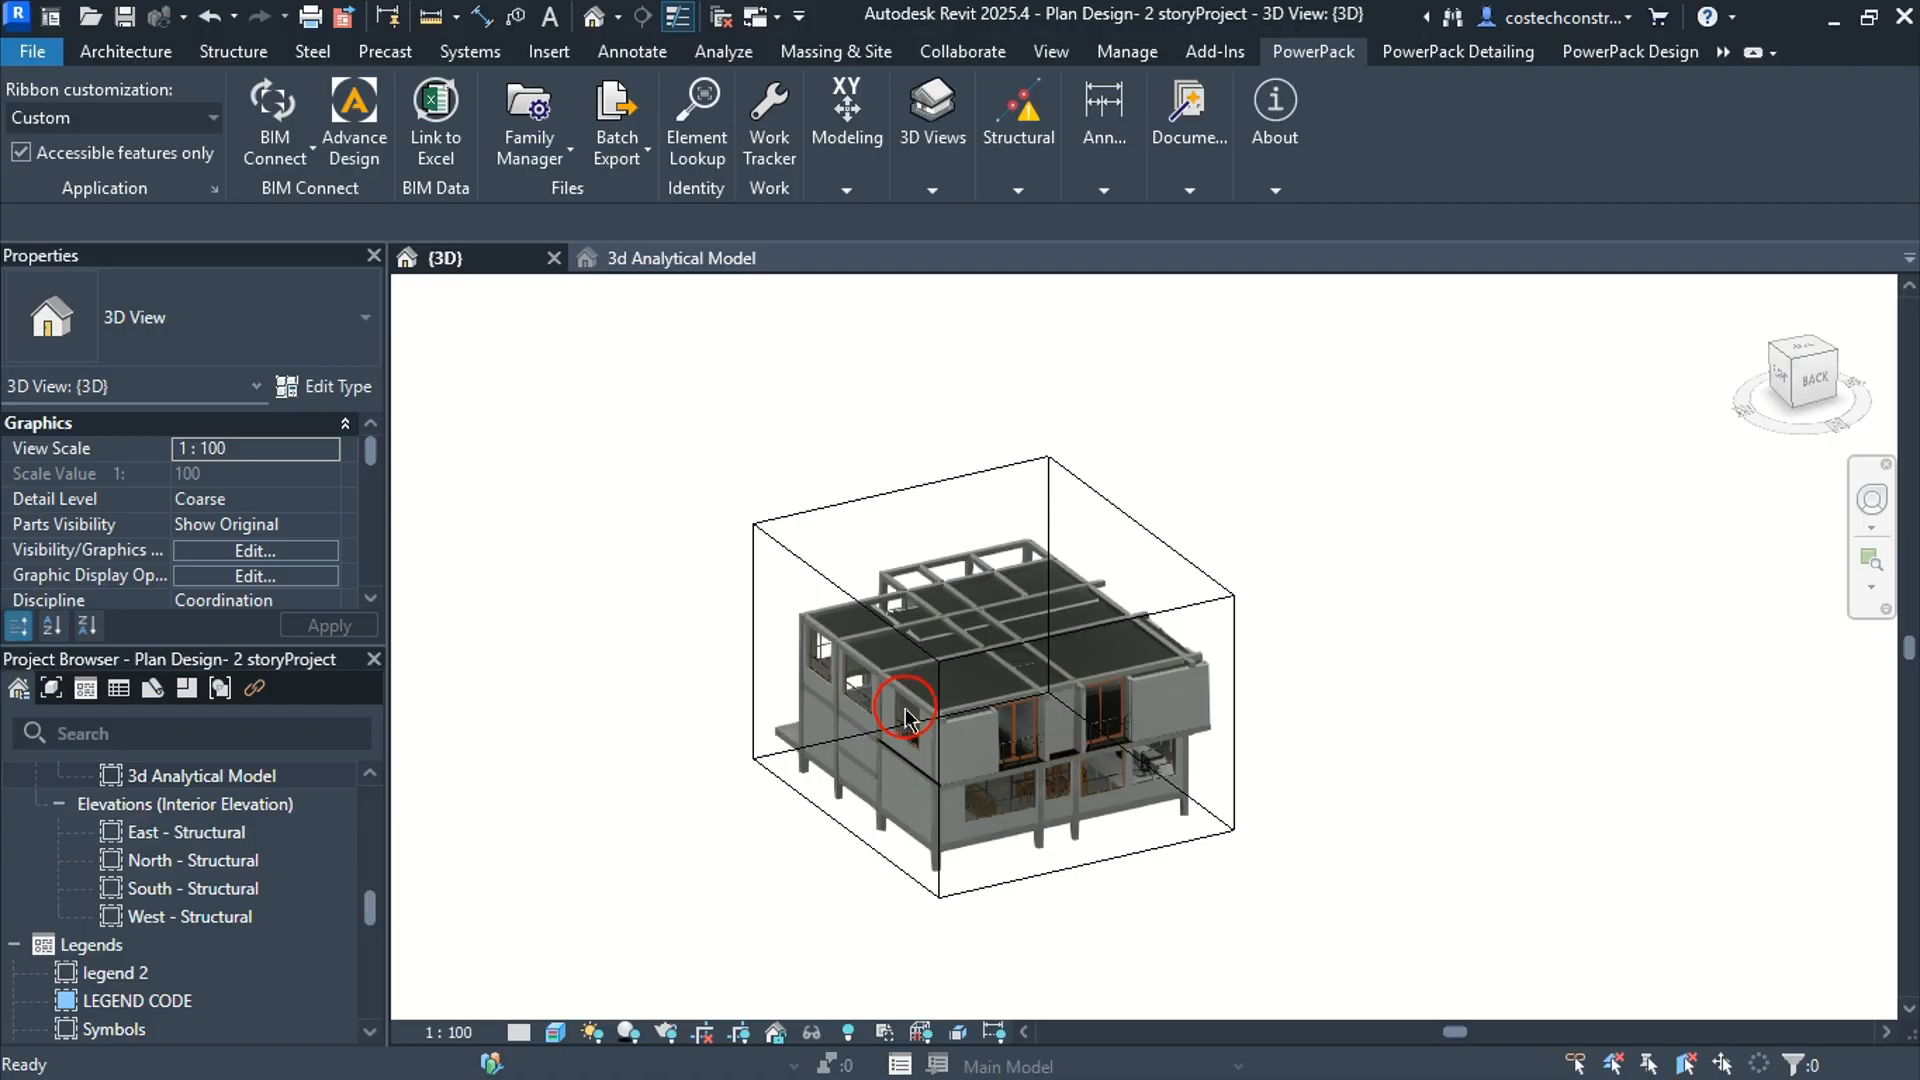 Autodesk Revit 2025.4 - Plan Design- 2 storyProject - 3D View: {3D}
costechconstr...
File Architecture Structure Steel Precast Systems Insert Annotate Analyze Massing & Site Collaborate View Manage Add-Ins PowerPack PowerPack Detailing PowerPack Design
Ribbon customization:
Custom
Accessible features only
Application
BIM Connect
Advance Design
BIM Connect
Link to Excel
BIM Data
Family Manager
Batch Export
Files
Element Lookup
Identity
Work Tracker
Work
XY
Modeling
3D Views
Structural
Ann...
Docume...
About
Properties
{3D}
3d Analytical Model
3D View
3D View: {3D}
Edit Type
Graphics
View Scale 1 : 100
Scale Value 1: 100
Detail Level Coarse
Parts Visibility Show Original
Visibility/Graphics ... Edit...
Graphic Display Op... Edit...
Discipline Coordination
Apply
BACK
Project Browser - Plan Design- 2 storyProject
Search
3d Analytical Model
Elevations (Interior Elevation)
East - Structural
North - Structural
South - Structural
West - Structural
Legends
legend 2
LEGEND CODE
Symbols
1 : 100
Ready
:0
Main Model
:0